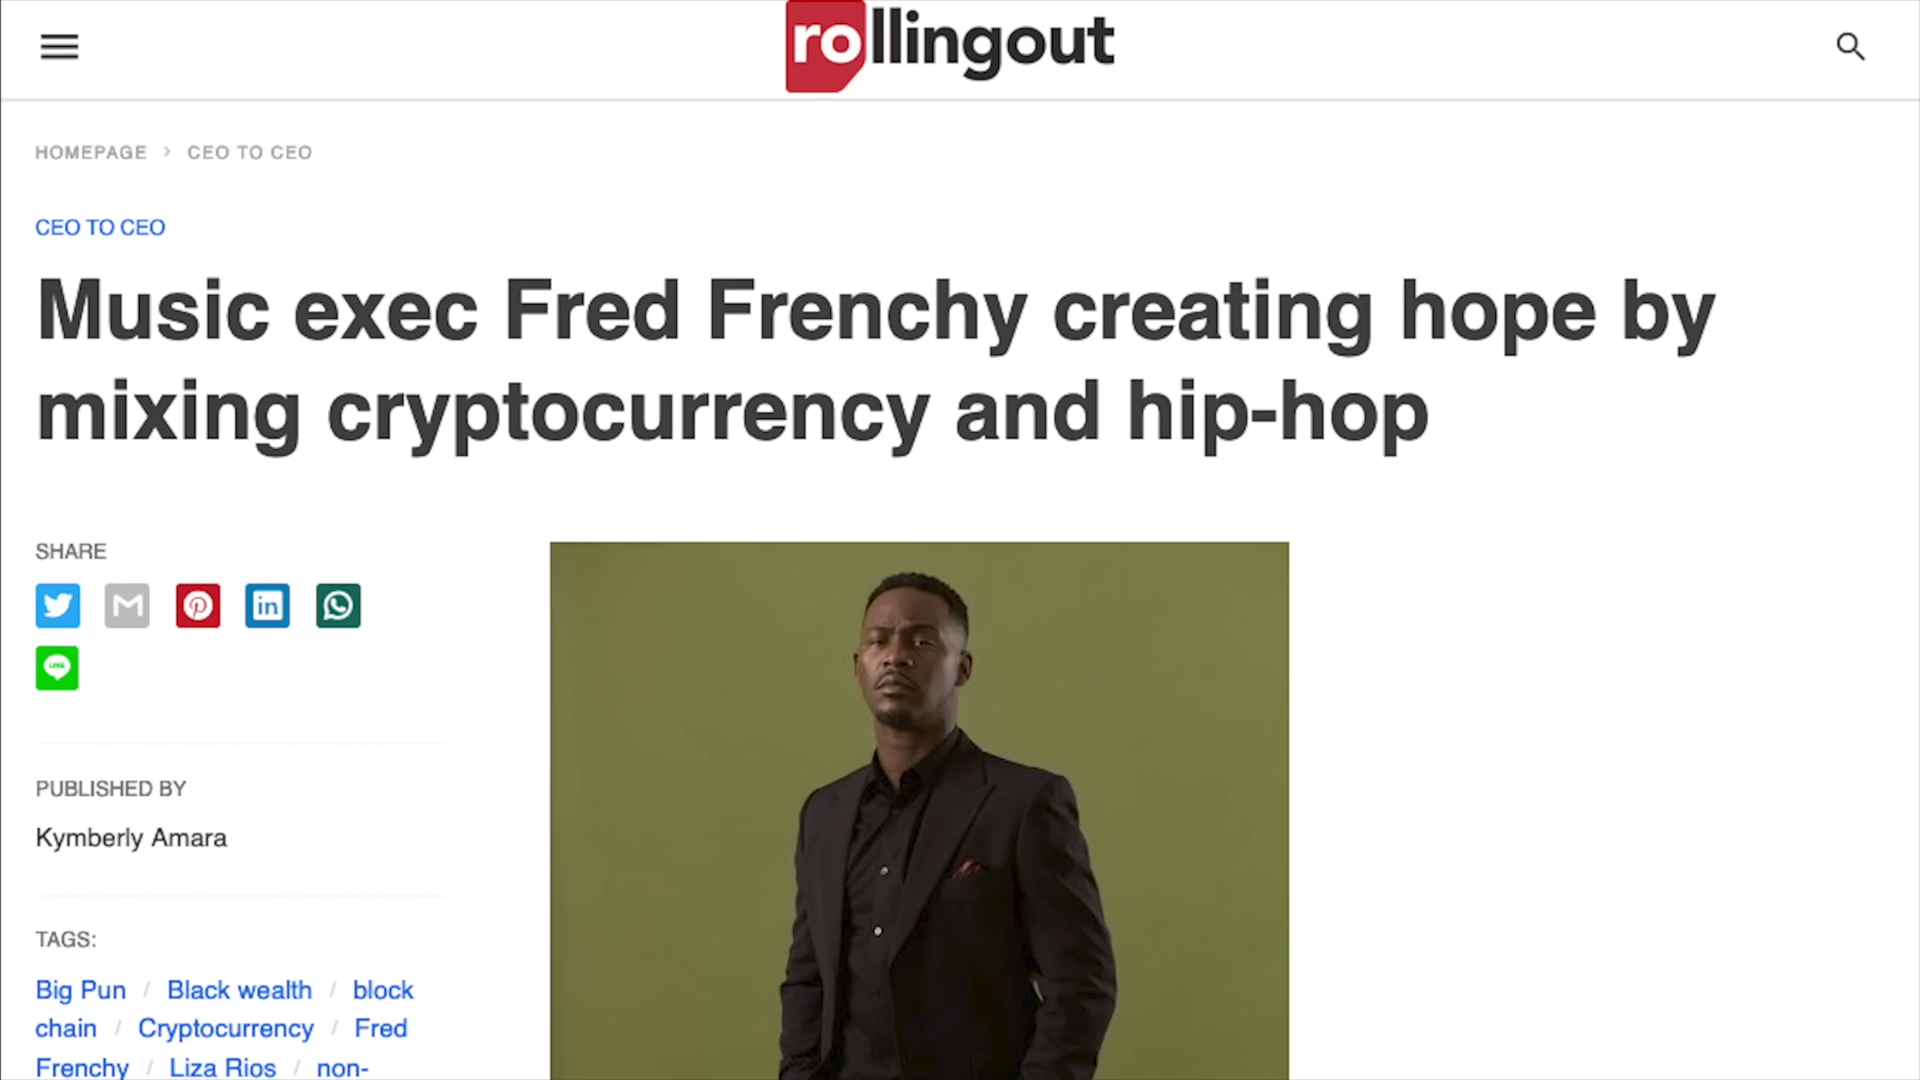 rollingout
HOMEPAGE > CEO TO CEO
CEO TO CEO
Music exec Fred Frenchy creating hope by
mixing cryptocurrency and hip-hop
SHARE
in
LINE
PUBLISHED BY
Kymberly Amara
TAGS:
Big Pun / Black wealth / block
chain / Cryptocurrency / Fred
Frenchy / Liza Rios / non-